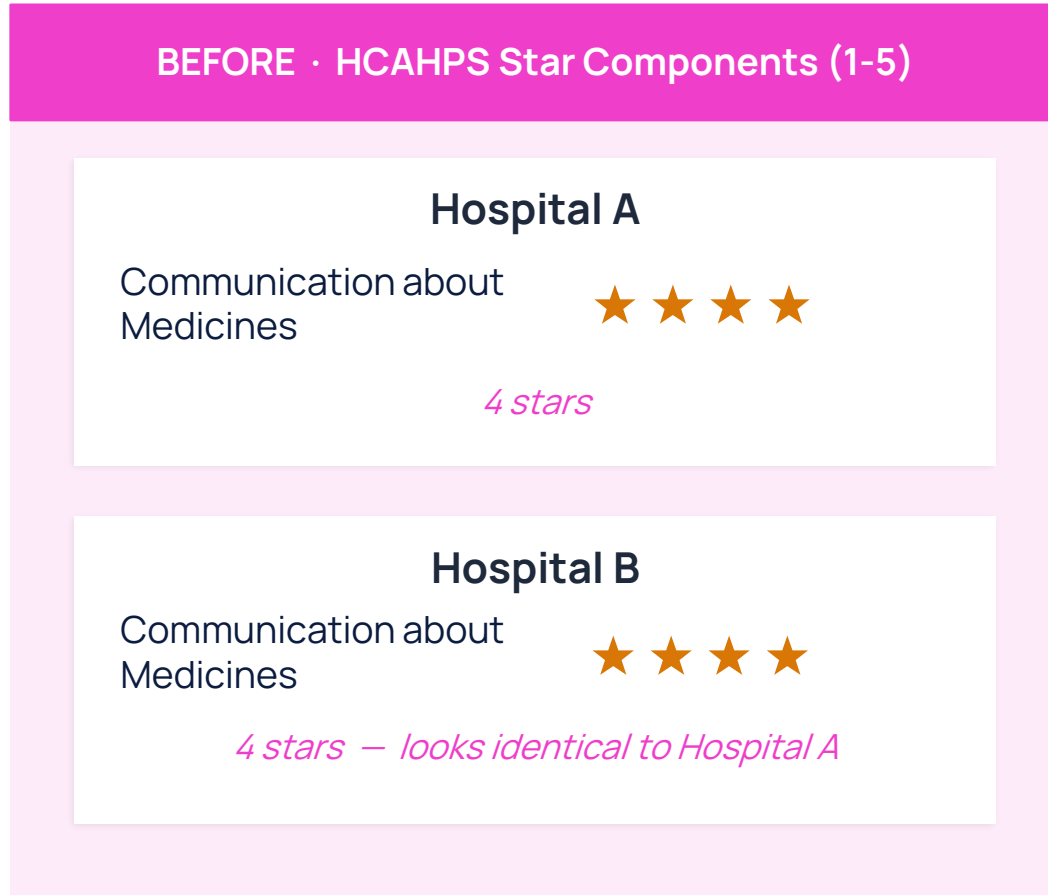 BEFORE · HCAHPS Star Components (1-5)
Hospital A
Communication about
Medicines
★ ★ ★ ★
4 stars
Hospital B
Communication about
Medicines
★ ★ ★ ★
4 stars — looks identical to Hospital A